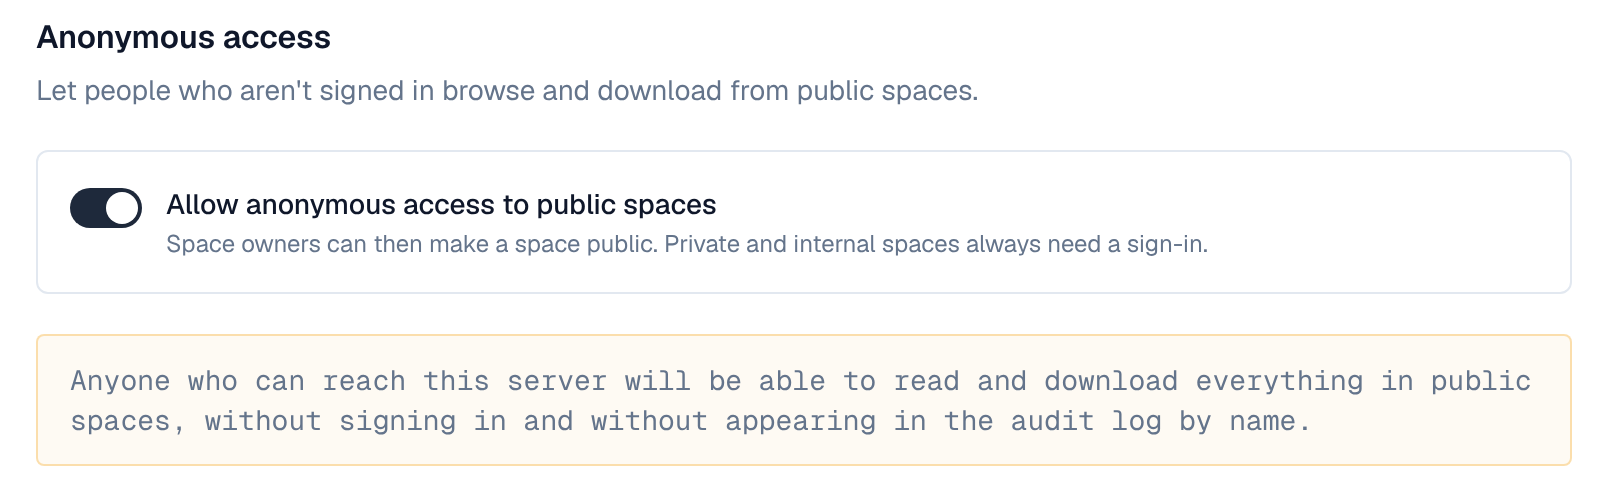 Anonymous access
Let people who aren't signed in browse and download from public spaces.
Allow anonymous access to public spaces
Space owners can then make a space public. Private and internal spaces always need a sign-in.
Anyone who can reach this server will be able to read and download everything in public
spaces, without signing in and without appearing in the audit log by name.